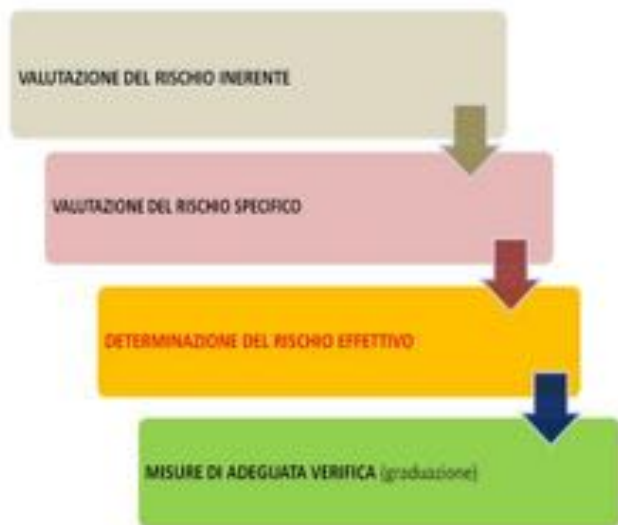 VALUTAZIONE DEL RISCHIO INERENTE
VALUTAZIONE DEL RISCHIO SPECIFICO
DETERMINAZIONE DEL RISCHIO EFFETTIVO
MISURE DI ADEGUATA VERIFICA (graduazione)